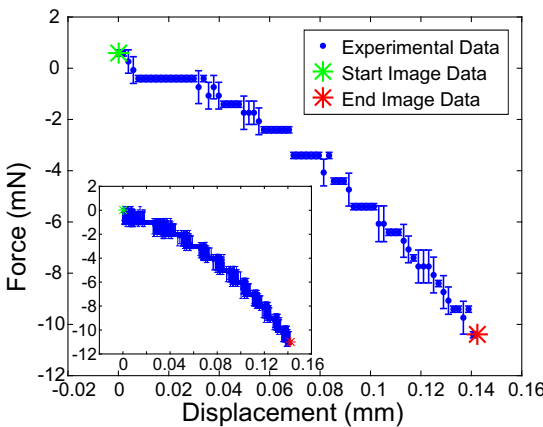 2
0
-2
-4
-6
-8
-10
-12
Force (mN)
Experimental Data
Start Image Data
End Image Data
2
0
-2
-4
-6
-8
-10
-12
0 0.04 0.08 0.12 0.16
-0.02 0 0.02 0.04 0.06 0.08 0.1 0.12 0.14 0.16
Displacement (mm)